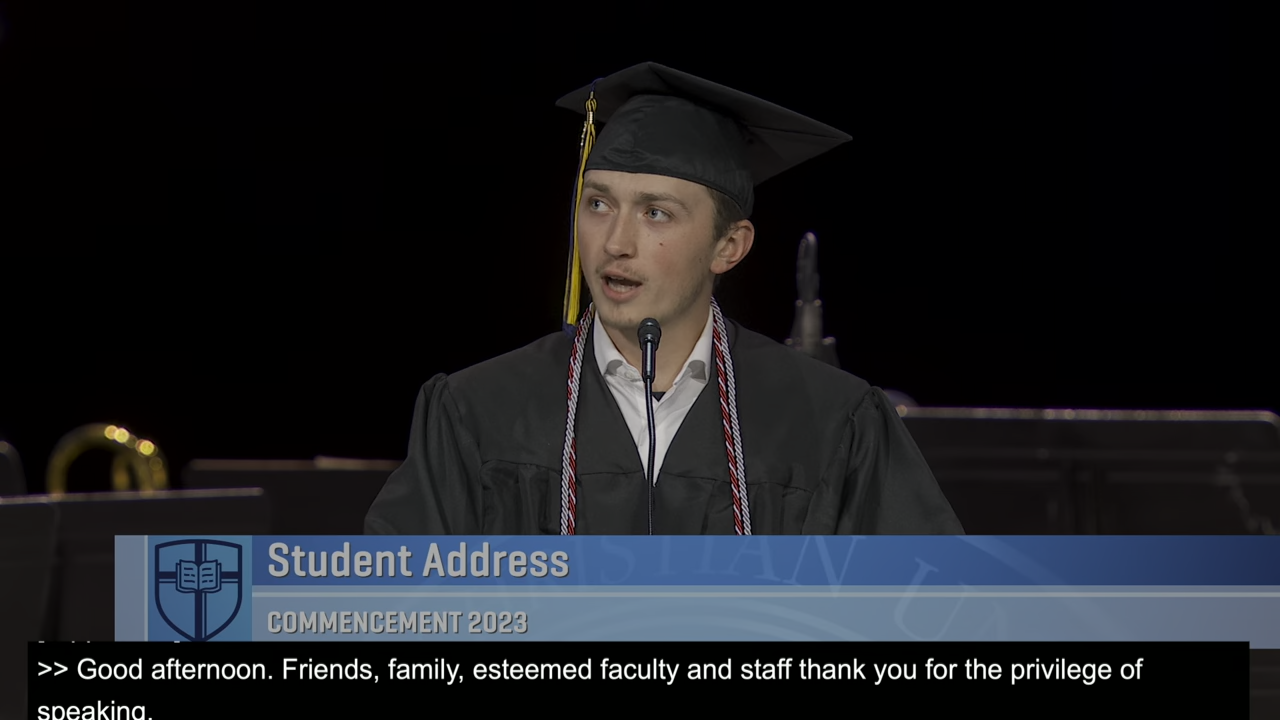 Student Address
STIAN U
COMMENCEMENT 2023
>> Good afternoon. Friends, family, esteemed faculty and staff thank you for the privilege of
speaking.